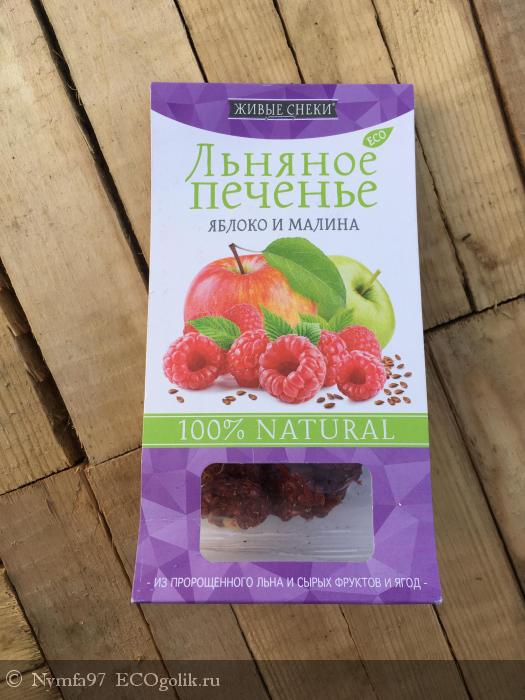 ЖИВЫЕ СНЕКИ®
ECO
Льняное
печенье
ЯБЛОКО И МАЛИНА
100% NATURAL
- ИЗ ПРОРОЩЕННОГО ЛЬНА И СЫРЫХ ФРУКТОВ И ЯГОД -
© Nymfa97 ECOgolik.ru